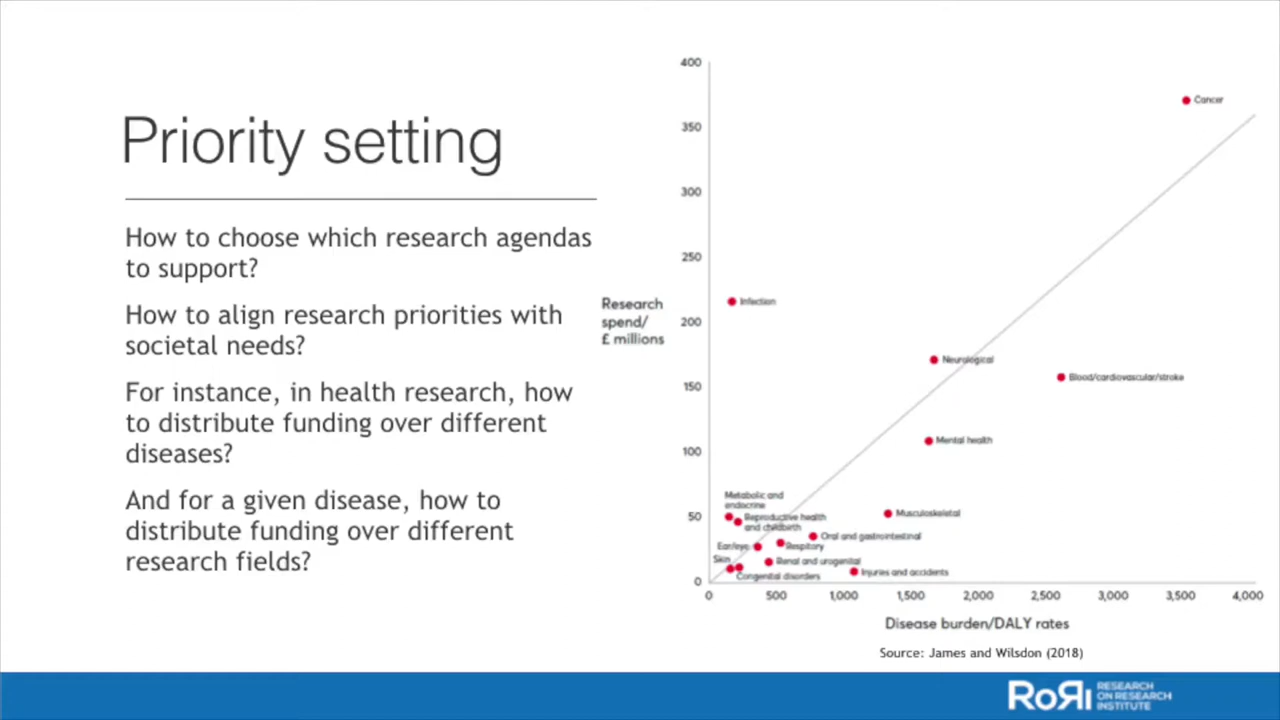 Priority setting
How to choose which research agendas
to support?
How to align research priorities with
societal needs?
For instance, in health research, how
to distribute funding over different
diseases?
And for a given disease, how to
distribute funding over different
research fields?
400
350
300
250
200
150
100
50
0
Research
spend/
£ millions
Cancer
Infection
Neurological
Blood/cardiovascular/stroke
Mental health
Musculoskeletal
Metabolic and
endocrine
Reproductive health
and childbirth
Oral and gastrointestinal
Ear/eye
Respitory
Skin
Renal and urogenital
Congenital disorders
Injuries and accidents
0
500
1,000
1,500
2,000
2,500
3,000
3,500
4,000
Disease burden/DALY rates
Source: James and Wilsdon (2018)
RoRI
RESEARCH
ON RESEARCH
INSTITUTE